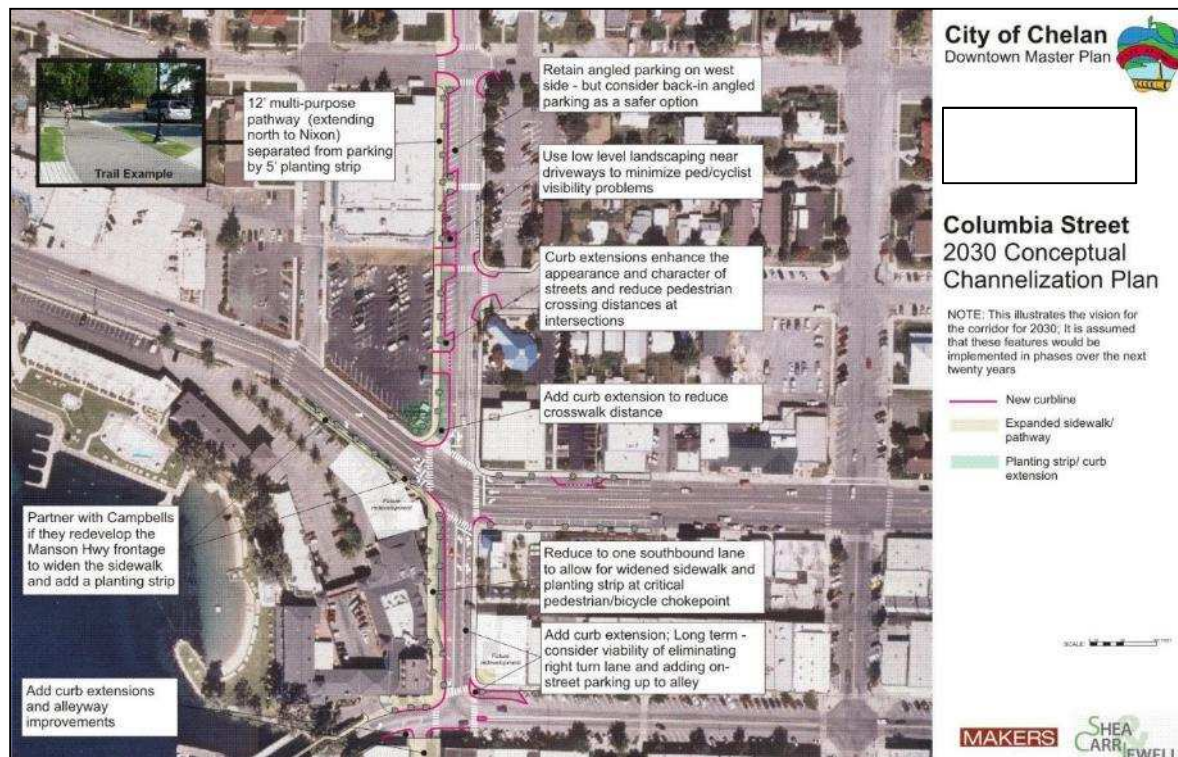 City of Chelan
Downtown Master Plan
Columbia Street
2030 Conceptual
Channelization Plan
NOTE: This illustrates the vision for
the corridor for 2030; It is assumed
that these features would be
implemented in phases over the next
twenty years
New curbline
Expanded sidewalk/
pathway
Planting strip/ curb
extension
SCALE:
MAKERS
SHEA
CARR
JEWELL
Trail Example
12' multi-purpose
pathway (extending
north to Nixon)
separated from parking
by 5' planting strip
Retain angled parking on west
side - but consider back-in angled
parking as a safer option
Use low level landscaping near
driveways to minimize ped/cyclist
visibility problems
Curb extensions enhance the
appearance and character of
streets and reduce pedestrian
crossing distances at
intersections
Add curb extension to reduce
crosswalk distance
Future
redevelopment
Partner with Campbells
if they redevelop the
Manson Hwy frontage
to widen the sidewalk
and add a planting strip
Reduce to one southbound lane
to allow for widened sidewalk and
planting strip at critical
pedestrian/bicycle chokepoint
Add curb extension; Long term -
consider viability of eliminating
right turn lane and adding on-
street parking up to alley
Future
redevelopment
Add curb extensions
and alleyway
improvements